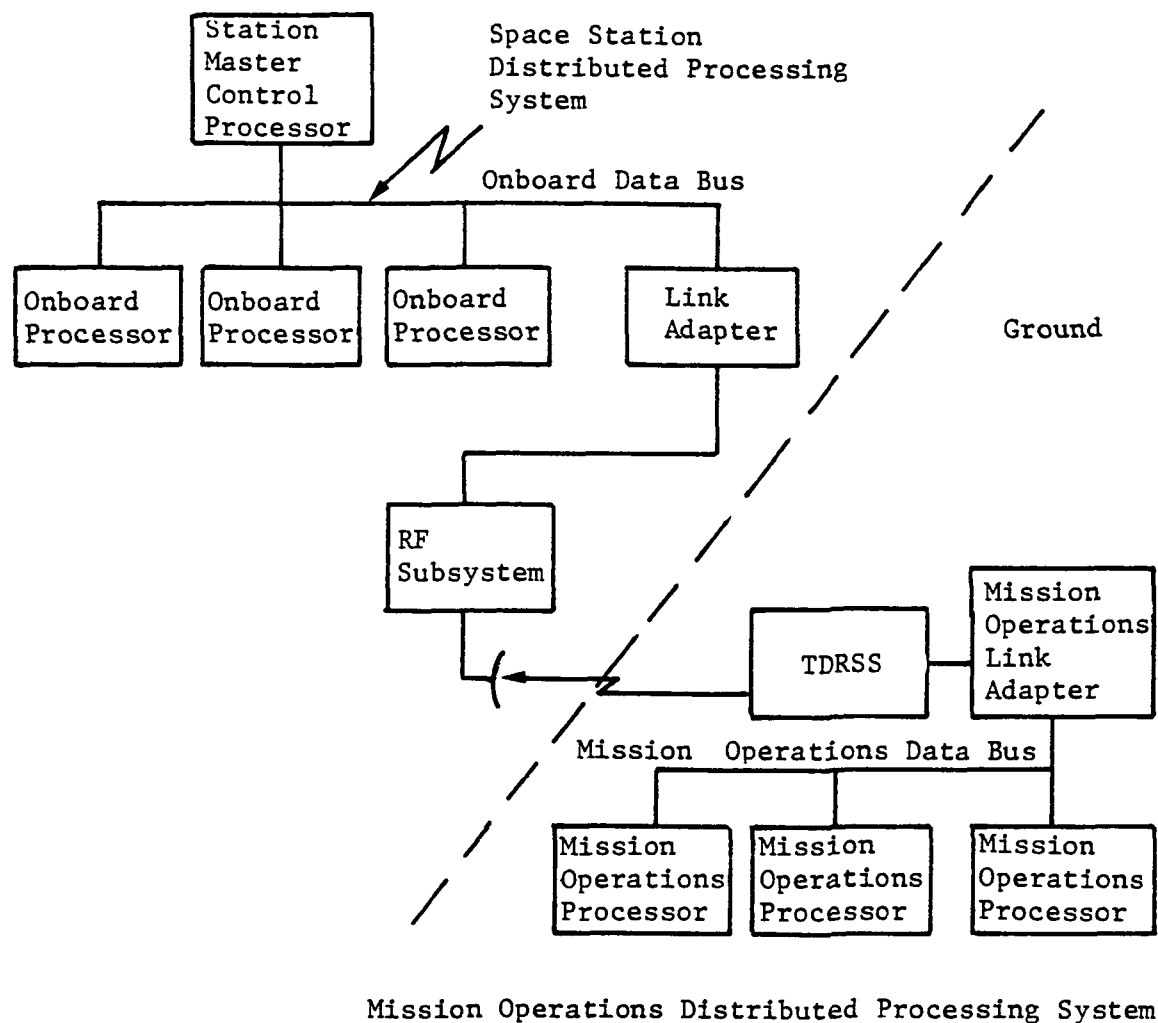 Station
Master
Control
Processor
Space Station
Distributed Processing
System
Onboard Data Bus
Onboard
Processor
Onboard
Processor
Onboard
Processor
Link
Adapter
Ground
RF
Subsystem
TDRSS
Mission
Operations
Link
Adapter
Mission Operations Data Bus
Mission
Operations
Processor
Mission
Operations
Processor
Mission
Operations
Processor
Mission Operations Distributed Processing System